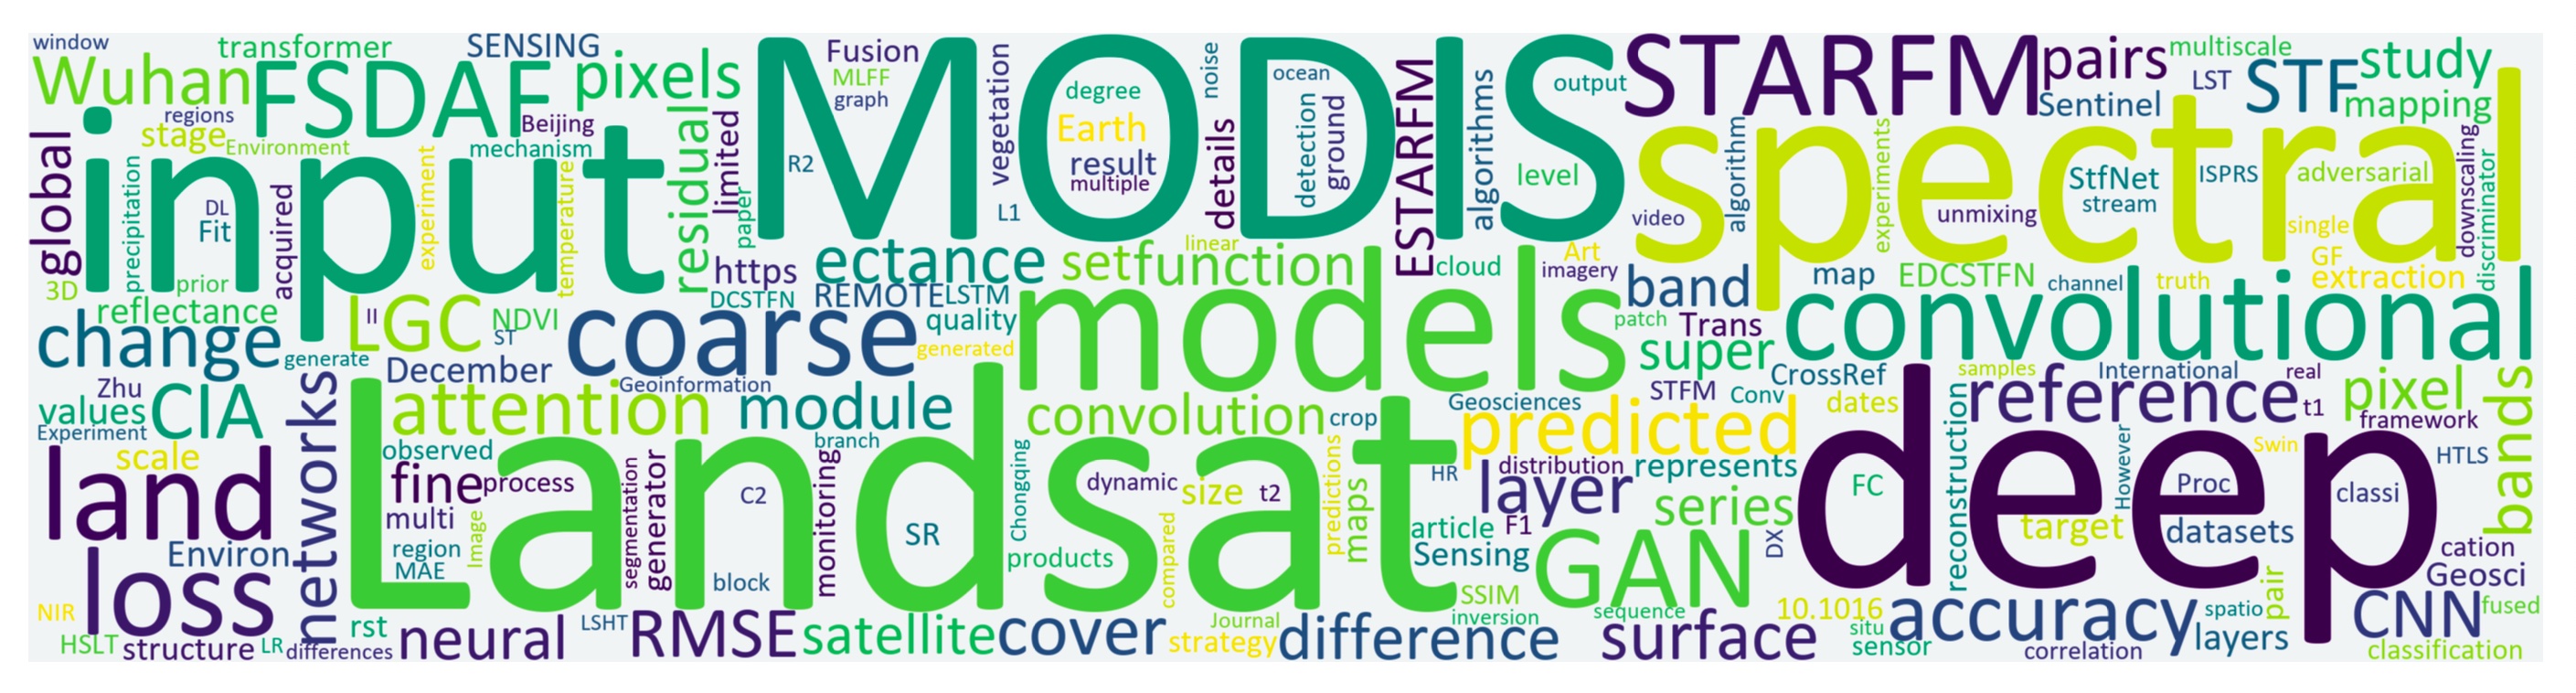 window
transformer
SENSING
Fusion
MODIS
STARFM
pairs
multiscale
study
Wuhan
FSDAF
pixels
MLFF
graph
vegetation
noise
ocean
degree
Earth
result
multiple
ESTARFM
algorithms
output
LST
STF
Sentinel
mapping
regions
stage
Environment
Beijing
mechanism
residual
limited
R2
paper
L1
details
detection
ground
level
spectral
video
algorithm
experiments
unmixing
StfNet
stream
ISPRS
adversarial
single
downscaling
discriminator
global
input
precipitation
DL
Fit
acquired
experiment
temperature
prior
3D
reflectance
https
ectance
set
function
linear
cloud
Art
imagery
band
map
EDCSTFN
channel
truth
GF
extraction
LGC
II
NDVI
ST
coarse
DCSTFN
REMOTE
LSTM
quality
generated
models
patch
Trans
super
convolutional
change
generate
December
Geoinformation
Zhu
values
CIA
Experiment
networks
attention
module
convolution
crop
Geosciences
STFM
Conv
CrossRef
dates
samples
International
real
reference
t1
pixel
framework
bands
predicted
deep
reconstruction
However
Swin
HTLS
land
scale
observed
branch
Landsat
fine
process
multi
region
MAE
Image
segmentation
generator
C2
block
monitoring
SR
Chongqing
dynamic
size
t2
products
compared
predictions
maps
HR
distribution
represents
layer
series
article
F1
Sensing
GAN
DX
FC
target
Proc
datasets
classi
cation
Geosci
pair
Environ
loss
NIR
HSLT
structure
LR
differences
rst
neural
LSHT
RMSE
satellite
cover
Journal
strategy
difference
SSIM
inversion
sequence
surface
10.1016
situ
sensor
accuracy
correlation
spatio
layers
CNN
fused
classification